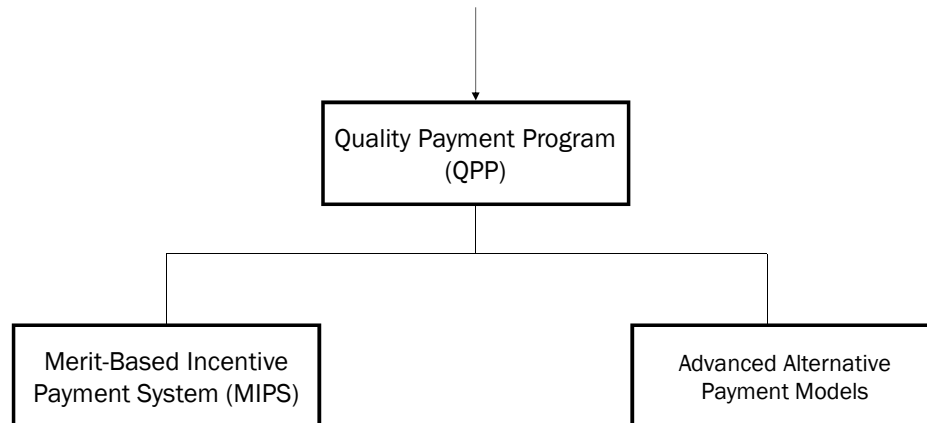 Quality Payment Program
(QPP)
Merit-Based Incentive
Payment System (MIPS)
Advanced Alternative
Payment Models